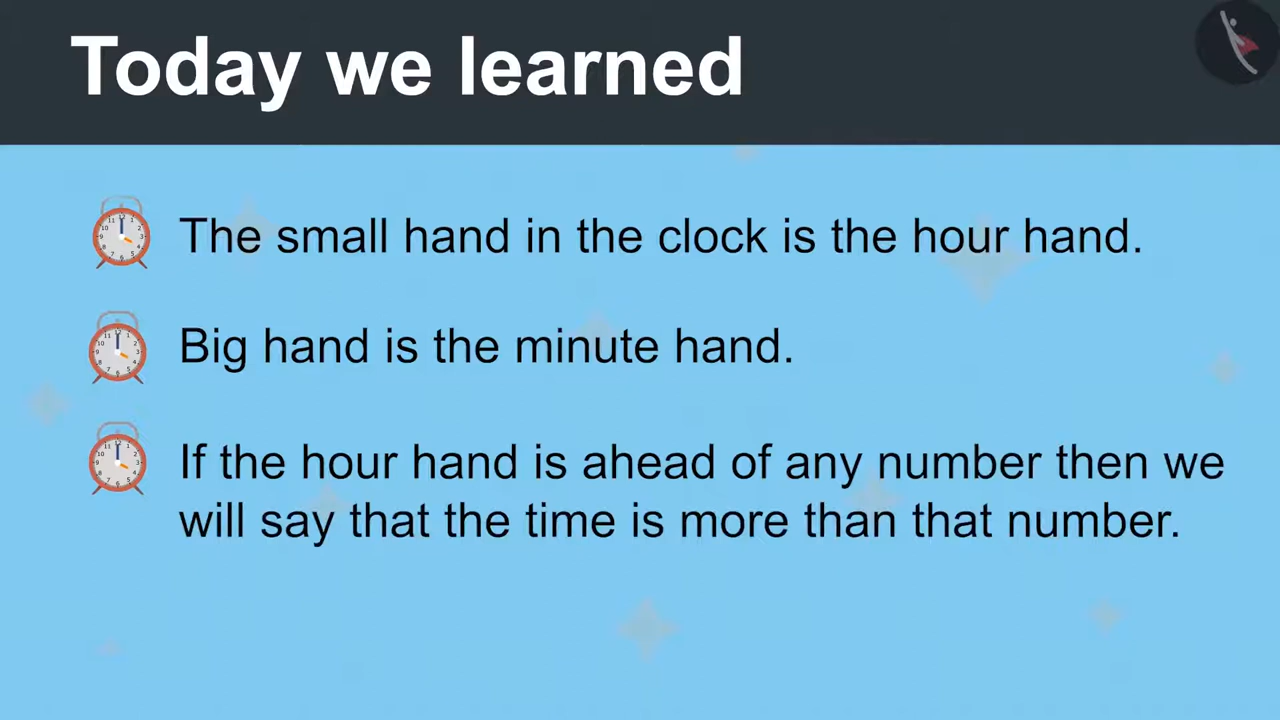 Today we learned
The small hand in the clock is the hour hand.
Big hand is the minute hand.
If the hour hand is ahead of any number then we
will say that the time is more than that number.